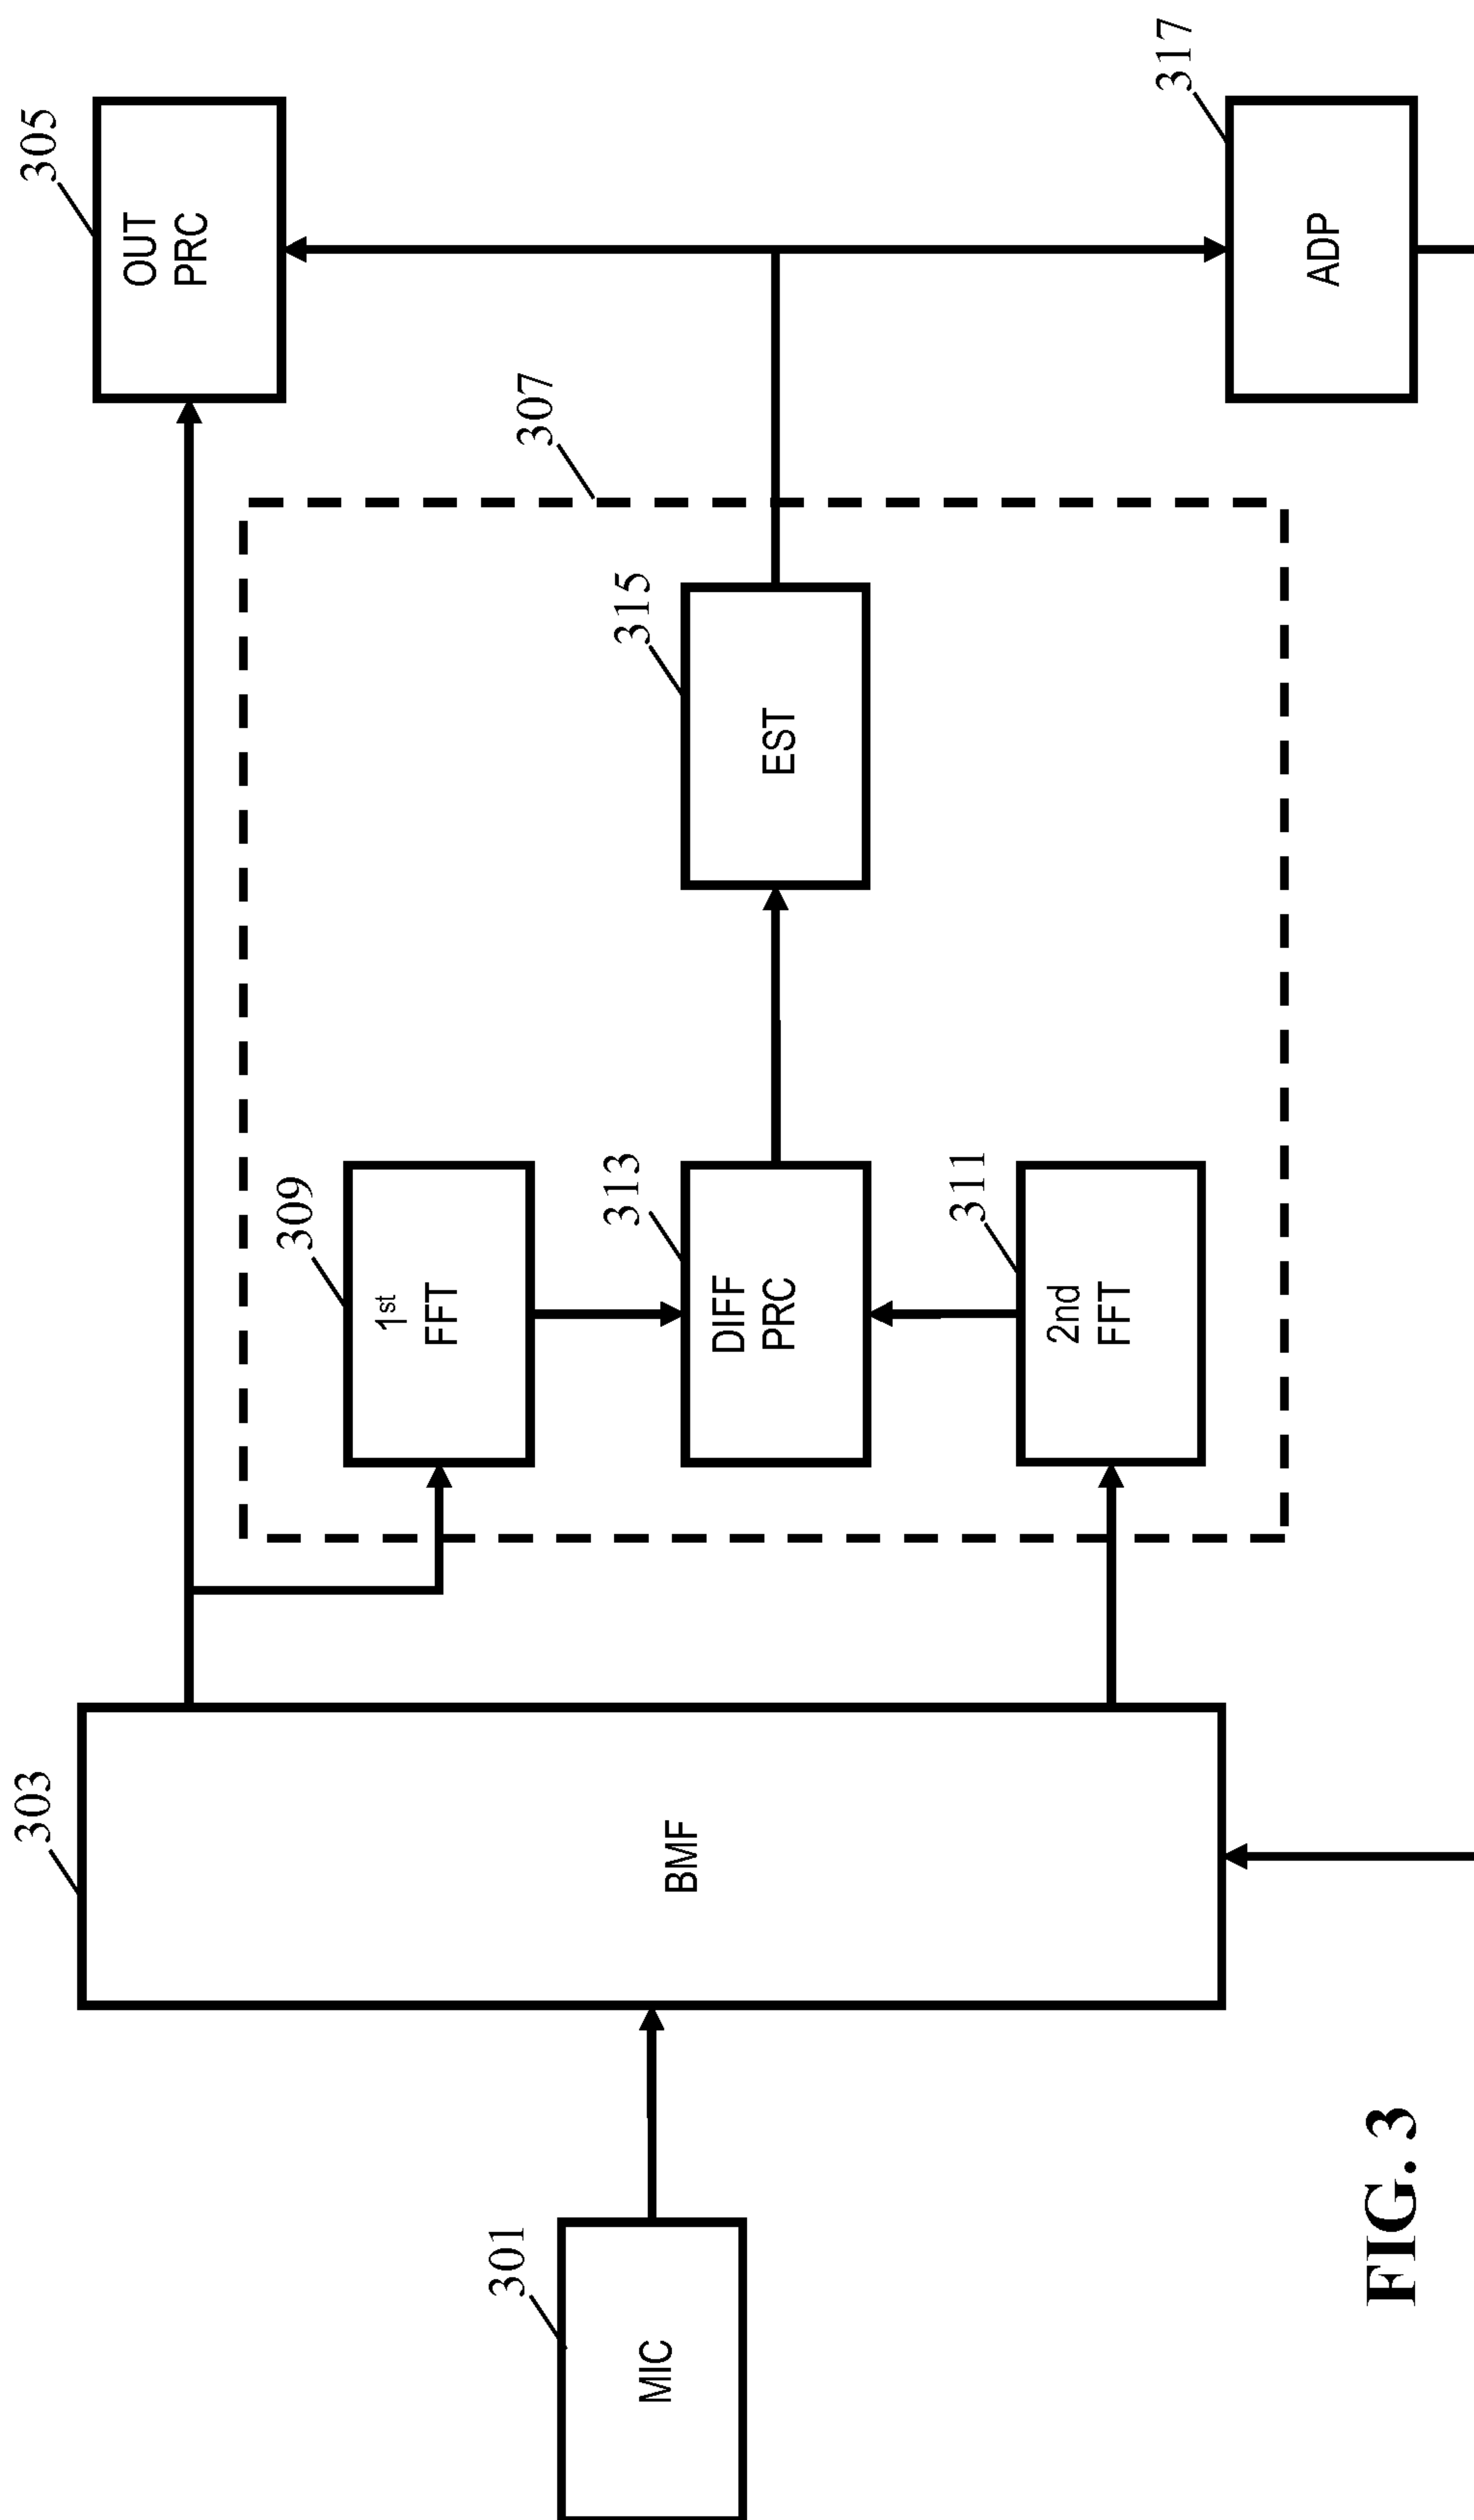 303
305
301
307
309
1st
FFT
313
DIFF
PRC
311
2nd
FFT
315
EST
OUT
PRC
317
ADP
BMF
MIC
FIG. 3